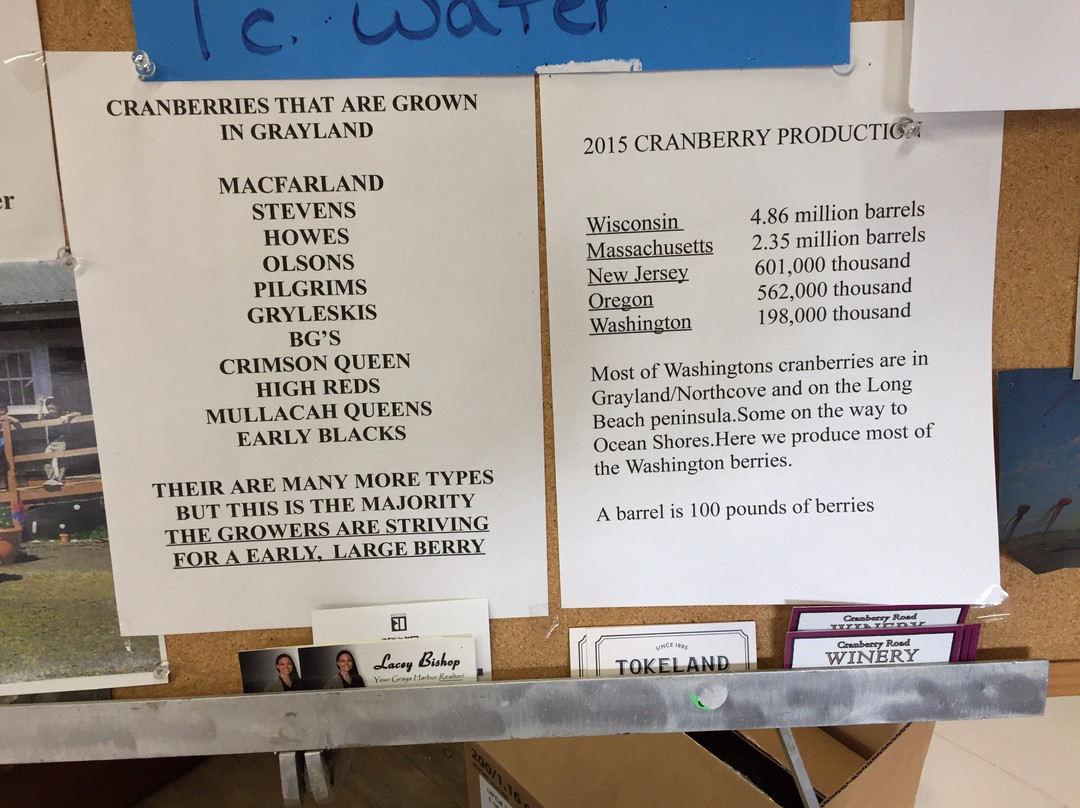 1 c. water
er
CRANBERRIES THAT ARE GROWN
IN GRAYLAND
MACFARLAND
STEVENS
HOWES
OLSONS
PILGRIMS
GRYLESKIS
BG'S
CRIMSON QUEEN
HIGH REDS
MULLACAH QUEENS
EARLY BLACKS
THEIR ARE MANY MORE TYPES
BUT THIS IS THE MAJORITY
THE GROWERS ARE STRIVING
FOR A EARLY, LARGE BERRY
2015 CRANBERRY PRODUCTION
Wisconsin 4.86 million barrels
Massachusetts 2.35 million barrels
New Jersey 601,000 thousand
Oregon 562,000 thousand
Washington 198,000 thousand
Most of Washingtons cranberries are in
Grayland/Northcove and on the Long
Beach peninsula.Some on the way to
Ocean Shores.Here we produce most of
the Washington berries.
A barrel is 100 pounds of berries
Lacey Bishop
Your Grays Harbor Realtor!
SINCE 1885
TOKELAND
Cranberry Road
WINERY
Cranberry Road
WINERY